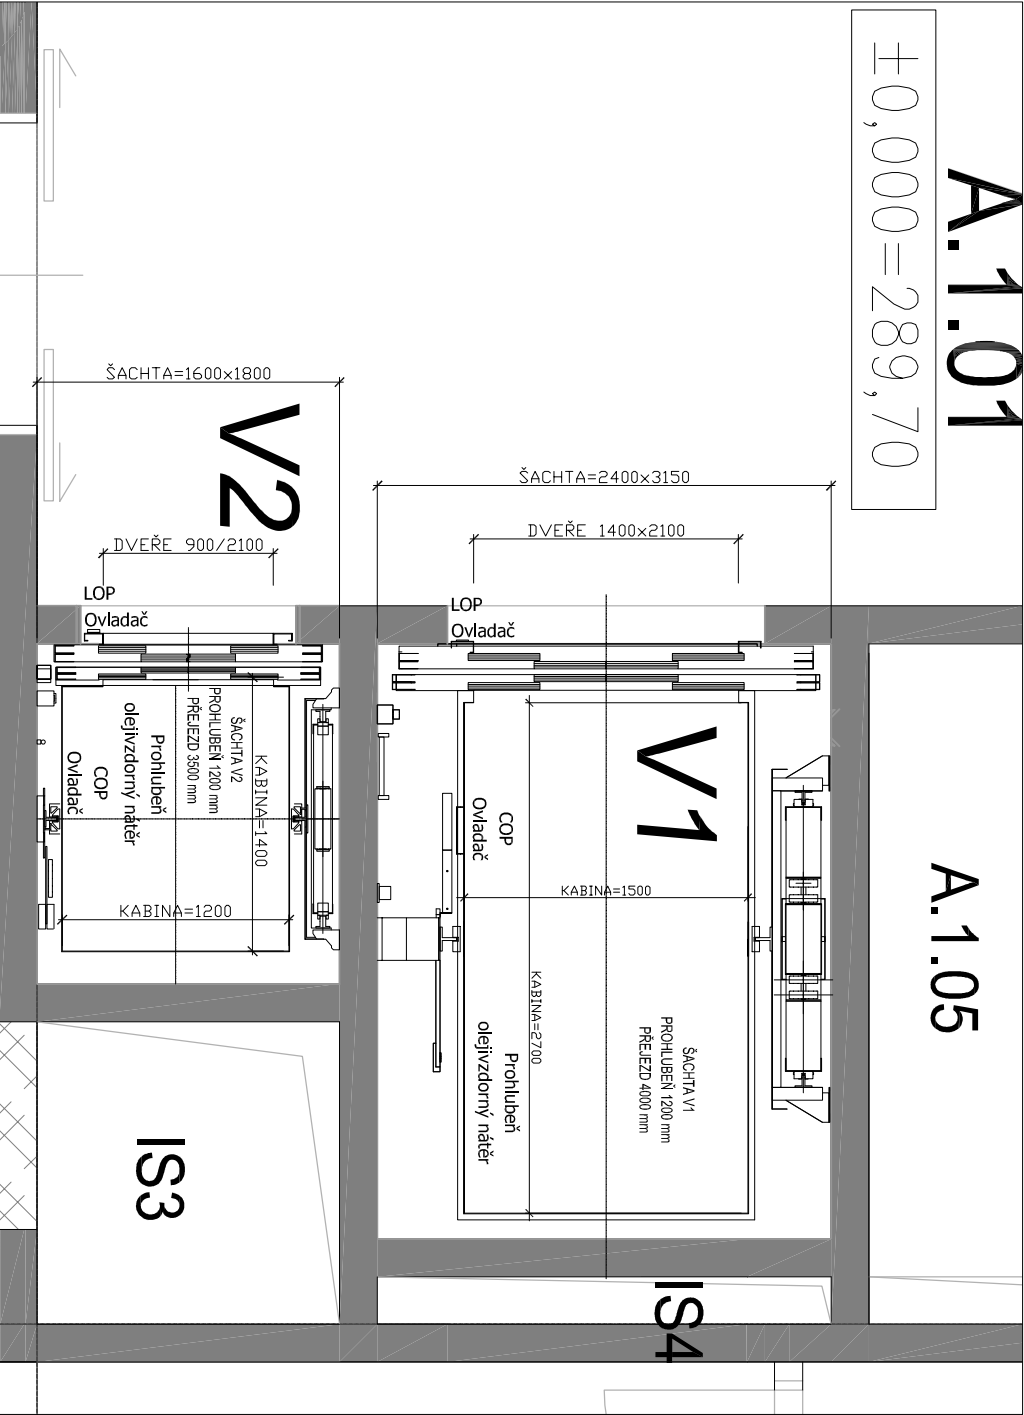 A.1.01
±0,000=289,70
ŠACHTA=1600x1800
V2
ŠACHTA=2400x3150
DVEŘE 900/2100
DVEŘE 1400x2100
LOP
Ovladač
LOP
Ovladač
ŠACHTA V2
PROHLUBEŇ 1200 mm
PŘEJEZD 3500 mm
Prohlubeň
olejivzdorný nátěr
COP
Ovladač
KABINA=1400
KABINA=1200
V1
COP
Ovladač
KABINA=1500
KABINA=2700
ŠACHTA V1
PROHLUBEŇ 1200 mm
PŘEJEZD 4000 mm
Prohlubeň
olejivzdorný nátěr
A.1.05
IS3
IS4